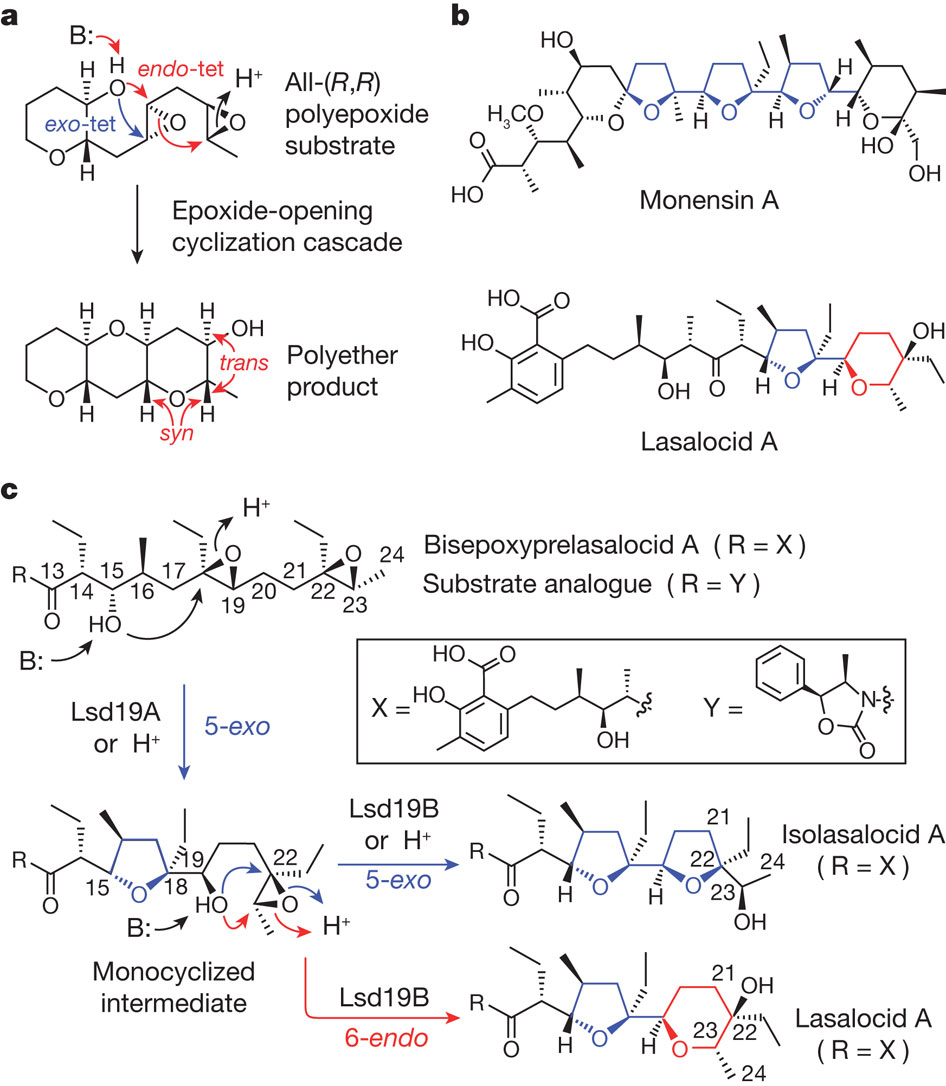 a
B:
H
H
endo-tet
H⁺
O
exo-tet
O
O
O
H
All-(R,R)
polyepoxide
substrate
Epoxide-opening
cyclization cascade
H
H
H
O
OH
trans
O
O
H
H
H
syn
Polyether
product
b
HO
H₃C
O
O
O
O
O
H
H
H
H
O
O
HO
HO
OH
Monensin A
HO
O
HO
OH
O
H
O
H
O
OH
Lasalocid A
c
H⁺
R
13
14
15
16
17
O
19
20
21
22
O
23
24
O
HO
B:
Bisepoxyprelasalocid A ( R = X )
Substrate analogue ( R = Y )
X =
HO
O
HO
OH
Y =
N
O
O
Lsd19A
or H⁺
5-exo
R
O
15
O
18
19
HO
22
O
B:
H⁺
Monocyclized
intermediate
Lsd19B
or H⁺
5-exo
R
O
H
O
H
O
21
22
23
24
OH
Isolasalocid A
( R = X )
Lsd19B
6-endo
R
O
H
O
H
O
21
OH
22
23
24
Lasalocid A
( R = X )